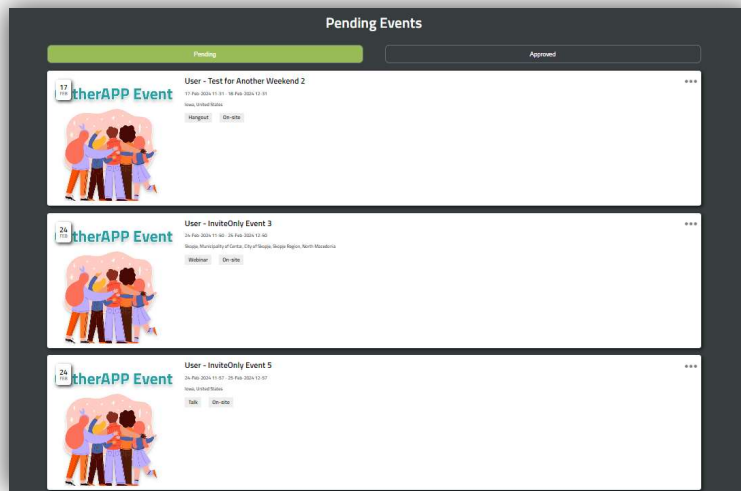 Pending Events
Pending
Approved
17
FEB
therAPP Event
User - Test for Another Weekend 2
17-Feb-2024 11:31 - 18-Feb-2024 12:31
Iowa, United States
Hangout
On-site
24
FEB
therAPP Event
User - InviteOnly Event 3
24-Feb-2024 11:40 - 25-Feb-2024 12:40
Skopje, Municipality of Centar, City of Skopje, Skopje Region, North Macedonia
Webinar
On-site
24
FEB
therAPP Event
User - InviteOnly Event 5
24-Feb-2024 11:57 - 25-Feb-2024 12:57
Iowa, United States
Talk
On-site